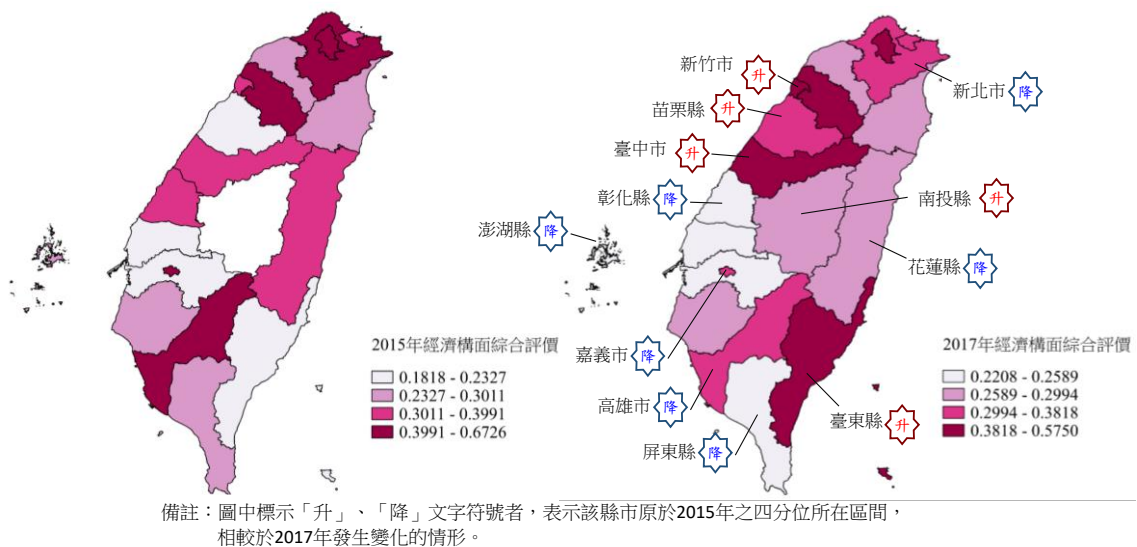 新竹市 升
苗栗縣 升
臺中市 升
彰化縣 降
澎湖縣 降
新北市 降
南投縣 升
花蓮縣 降
嘉義市 降
高雄市 降
屏東縣 降
臺東縣 升
2015年經濟構面綜合評價
0.1818 - 0.2327
0.2327 - 0.3011
0.3011 - 0.3991
0.3991 - 0.6726
2017年經濟構面綜合評價
0.2208 - 0.2589
0.2589 - 0.2994
0.2994 - 0.3818
0.3818 - 0.5750
備註：圖中標示「升」、「降」文字符號者，表示該縣市原於2015年之四分位所在區間，
相較於2017年發生變化的情形。